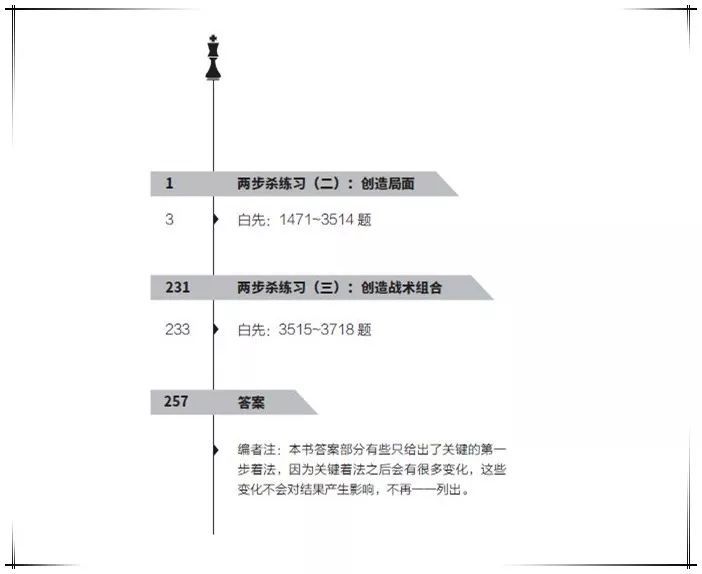 1 两步杀练习（二）：创造局面
3 白先：1471~3514 题
231 两步杀练习（三）：创造战术组合
233 白先：3515~3718 题
257 答案
编者注：本书答案部分有些只给出了关键的第一
步着法，因为关键着法之后会有很多变化，这些
变化不会对结果产生影响，不再一一列出。